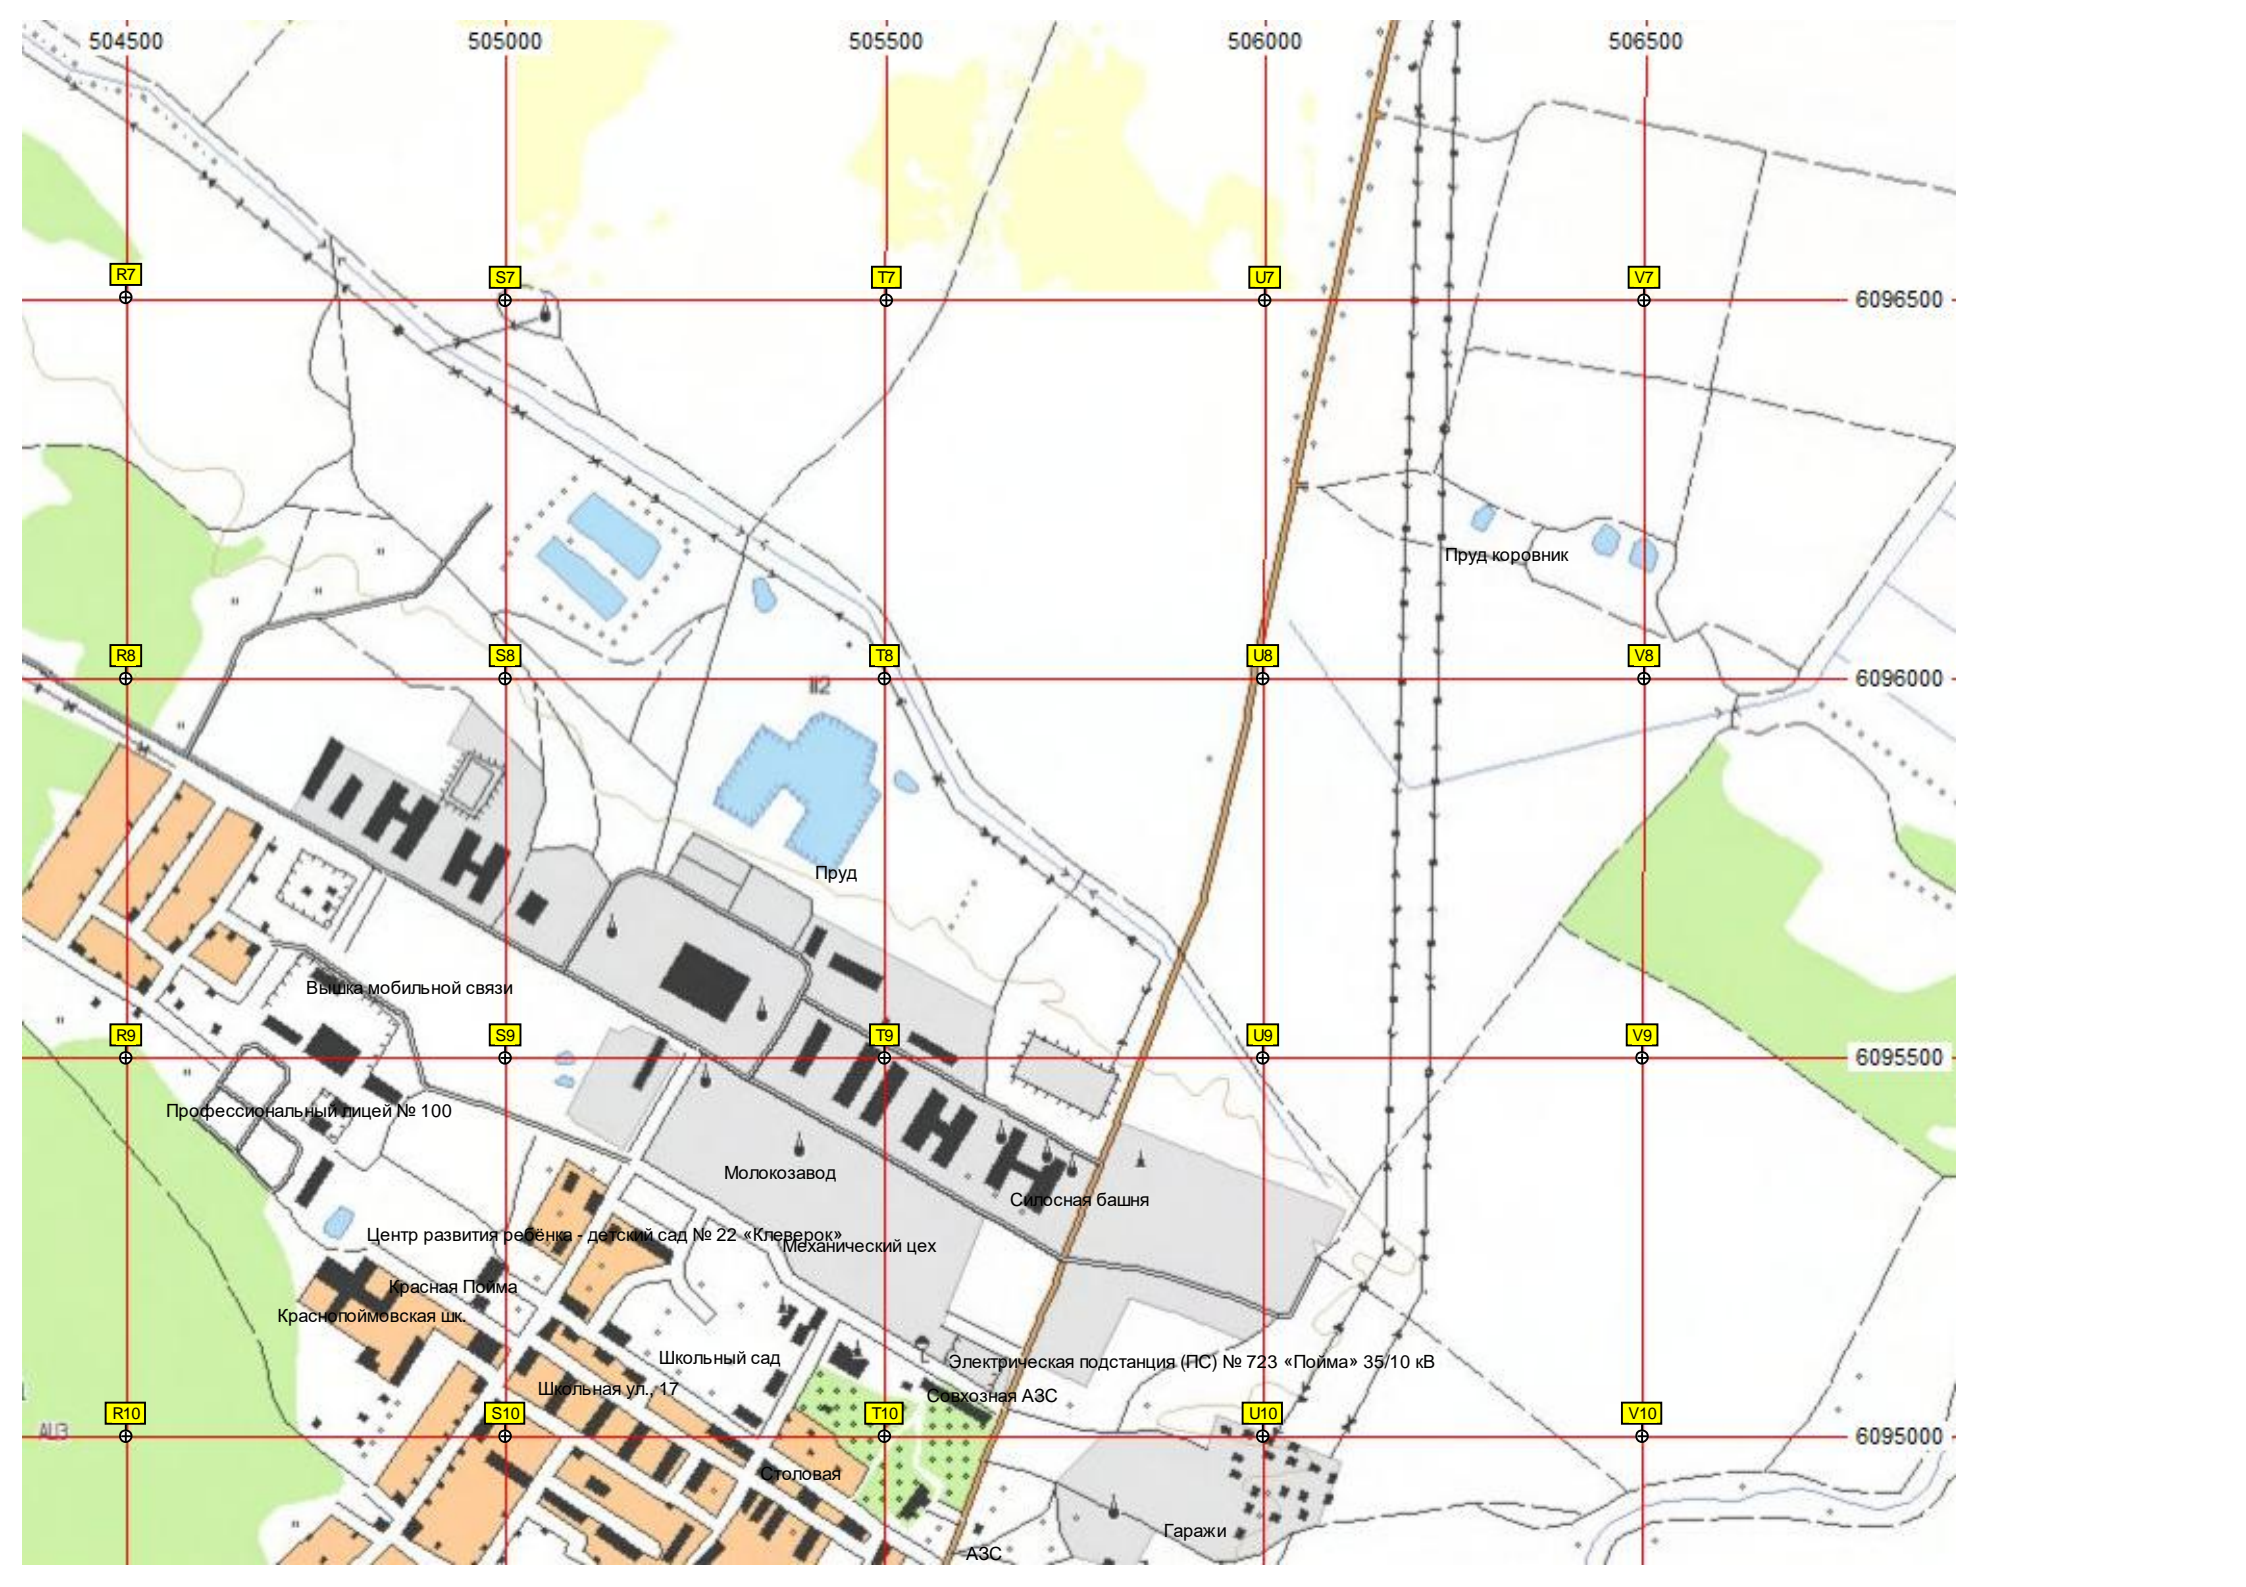 504500 505000 505500 506000 506500
R7 S7 T7 U7 V7
6096500
Пруд коровник
R8 S8 T8 U8 V8
6096000
Пруд
Вышка мобильной связи
R9 S9 T9 U9 V9
6095500
Профессиональный лицей № 100
Молокозавод
Силосная башня
Центр развития ребёнка - детский сад № 22 «Клеверок»
Механический цех
Красная Пойма
Краснопоймовская шк.
Школьный сад
Электрическая подстанция (ПС) № 723 «Пойма» 35/10 кВ
Школьная ул., 17
Совхозная АЗС
R10 S10 T10 U10 V10
6095000
Столовая
Гаражи
АЗС